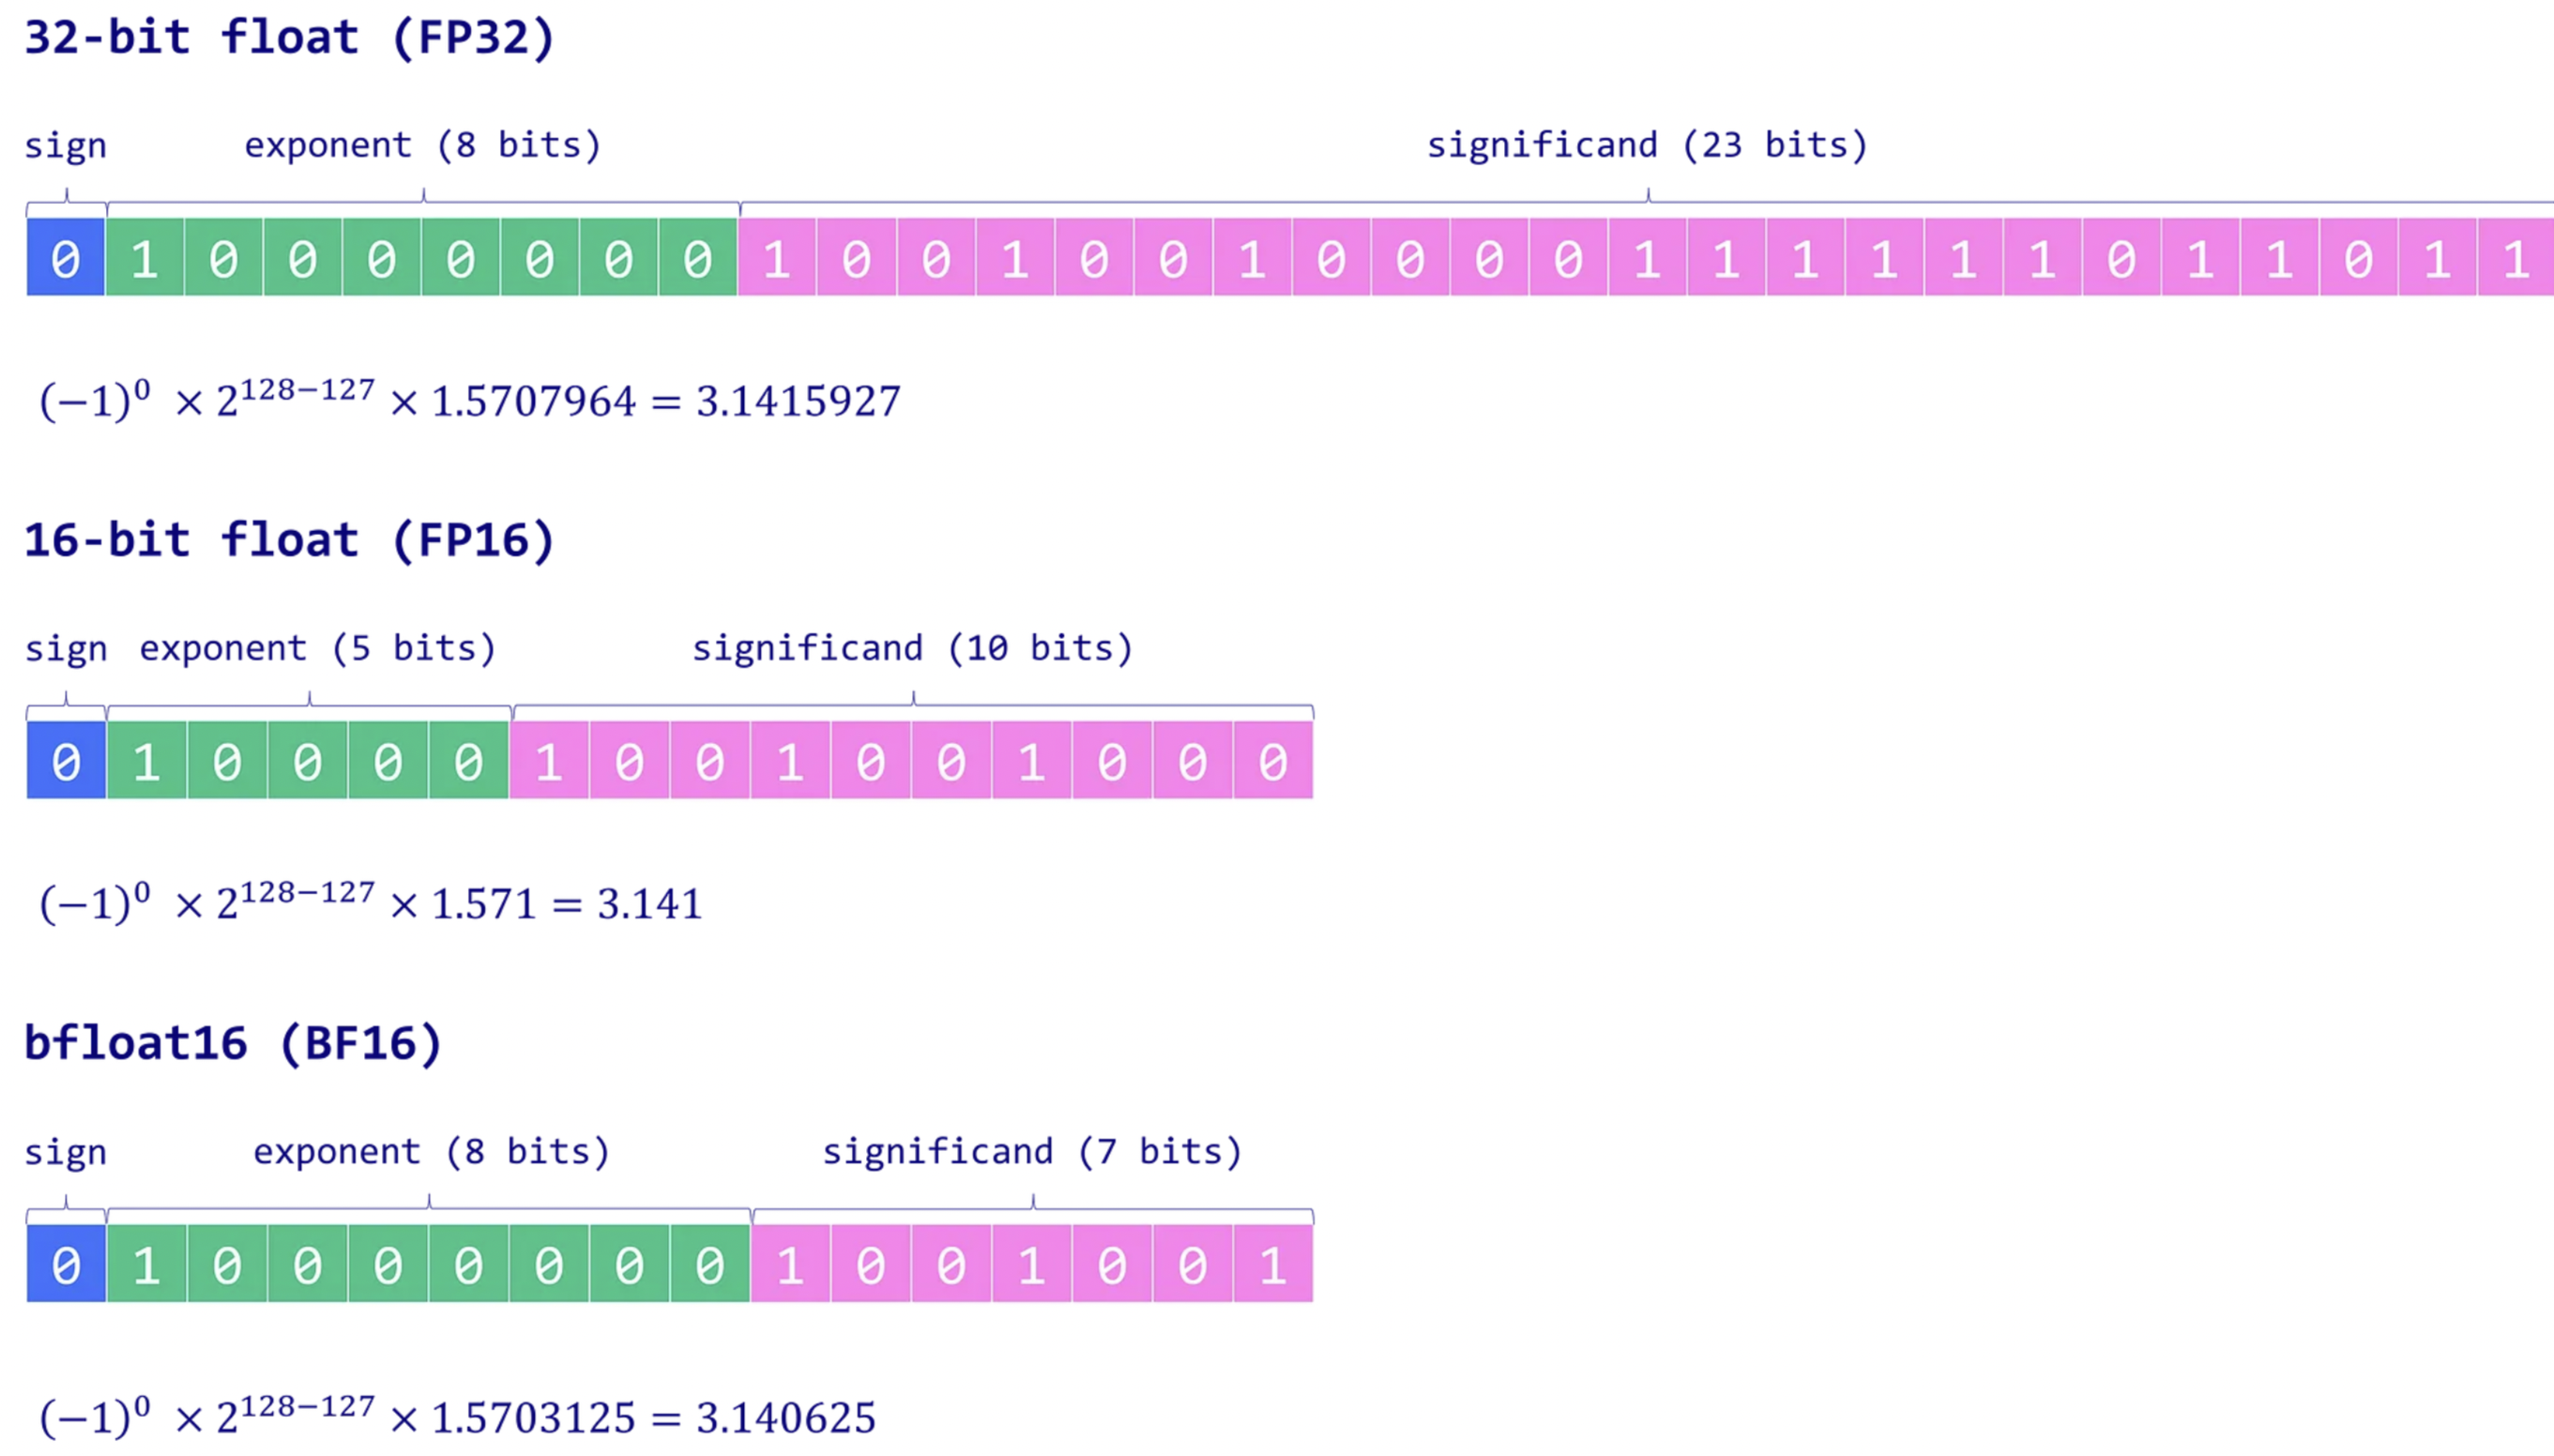 32-bit float (FP32)
sign exponent (8 bits) significand (23 bits)
0 1 0 0 0 0 0 0 0 1 0 0 1 0 0 1 0 0 0 0 1 1 1 1 1 1 0 1 1 0 1 1
(−1)⁰ × 2¹²⁸⁻¹²⁷ × 1.5707964 = 3.1415927
16-bit float (FP16)
sign exponent (5 bits) significand (10 bits)
0 1 0 0 0 0 1 0 0 1 0 0 1 0 0 0
(−1)⁰ × 2¹²⁸⁻¹²⁷ × 1.571 = 3.141
bfloat16 (BF16)
sign exponent (8 bits) significand (7 bits)
0 1 0 0 0 0 0 0 0 1 0 0 1 0 0 1
(−1)⁰ × 2¹²⁸⁻¹²⁷ × 1.5703125 = 3.140625